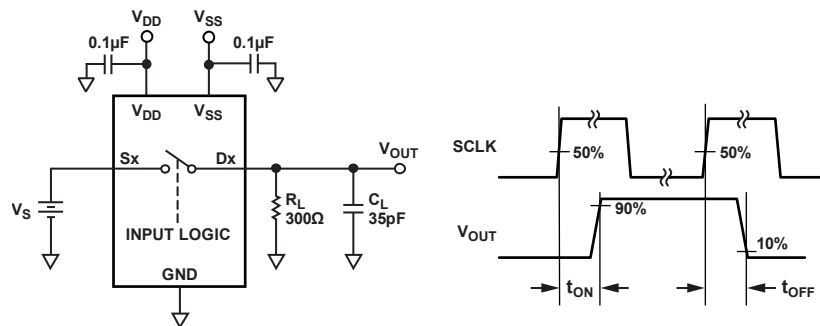 VDD
VSS
0.1µF
0.1µF
VDD
VSS
Sx
Dx
VOUT
VS
RL
300Ω
CL
35pF
INPUT LOGIC
GND
SCLK
50%
50%
VOUT
90%
10%
tON
tOFF